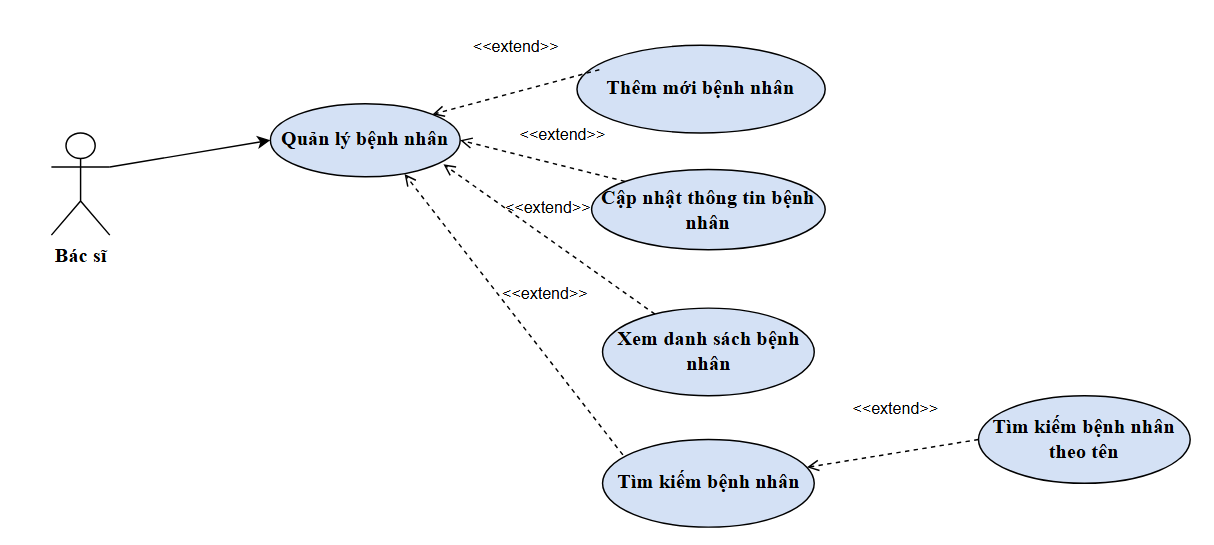 <<extend>>
Thêm mới bệnh nhân
Quản lý bệnh nhân
<<extend>>
Cập nhật thông tin bệnh
nhân
<<extend>>
Bác sĩ
<<extend>>
Xem danh sách bệnh
nhân
<<extend>>
Tìm kiếm bệnh nhân
theo tên
Tìm kiếm bệnh nhân